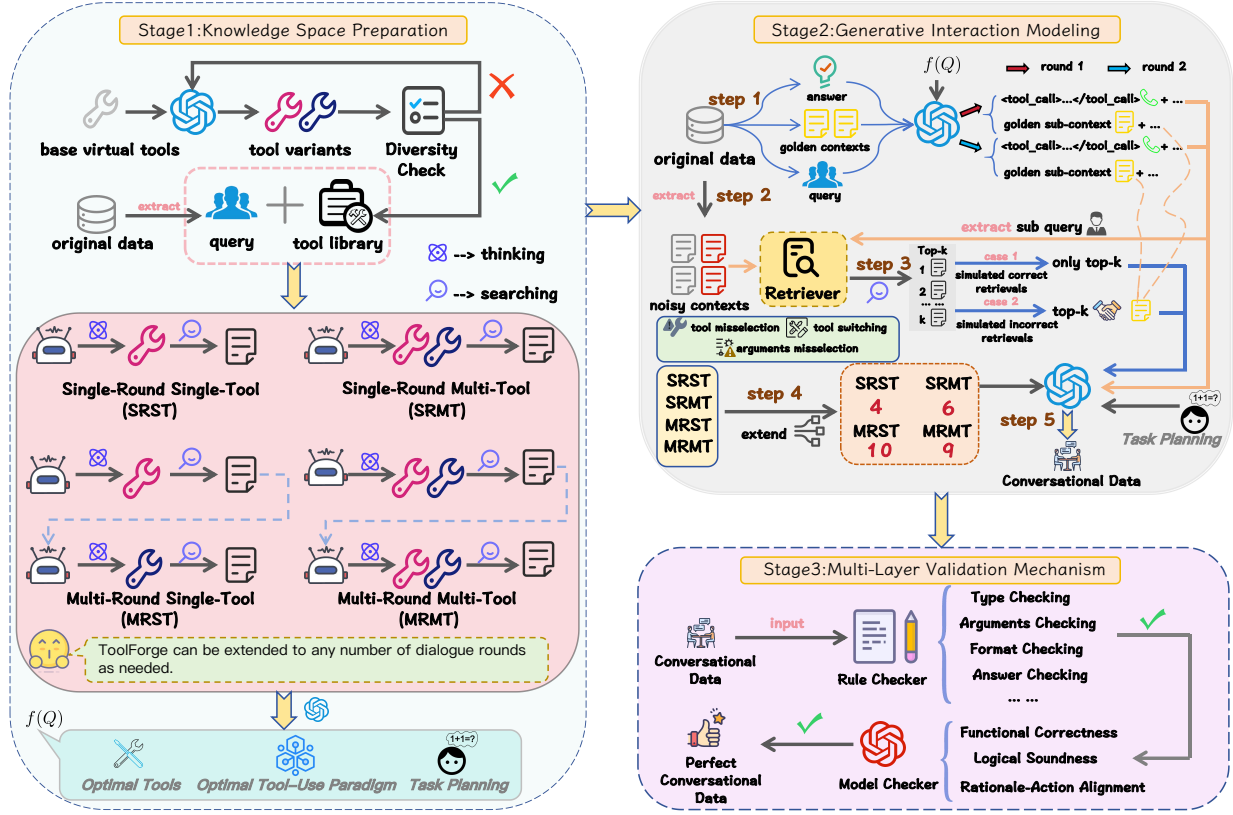 Stage1:Knowledge Space Preparation
base virtual tools
tool variants
Diversity
Check
original data
extract
query
tool library
--> thinking
--> searching
Single-Round Single-Tool
(SRST)
Single-Round Multi-Tool
(SRMT)
Multi-Round Single-Tool
(MRST)
Multi-Round Multi-Tool
(MRMT)
ToolForge can be extended to any number of dialogue rounds
as needed.
f(Q)
1+1=?
Optimal Tools
Optimal Tool-Use Paradigm
Task Planning
Stage2:Generative Interaction Modeling
step 1
original data
answer
golden contexts
query
f(Q)
round 1
round 2
<tool_call>...</tool_call> + ...
golden sub-context + ...
<tool_call>...</tool_call> + ...
golden sub-context + ...
extract
step 2
noisy contexts
Retriever
extract sub query
step 3
Top-k
1
2
... ...
k
case 1
simulated correct
retrievals
only top-k
case 2
simulated incorrect
retrievals
top-k
tool misselection
tool switching
arguments misselection
SRST
SRMT
MRST
MRMT
step 4
extend
SRST SRMT
4 6
MRST MRMT
10 9
step 5
1+1=?
Task Planning
Conversational Data
Stage3:Multi-Layer Validation Mechanism
Conversational
Data
input
Rule Checker
Type Checking
Arguments Checking
Format Checking
Answer Checking
... ...
Functional Correctness
Logical Soundness
Rationale-Action Alignment
Model Checker
Perfect
Conversational
Data